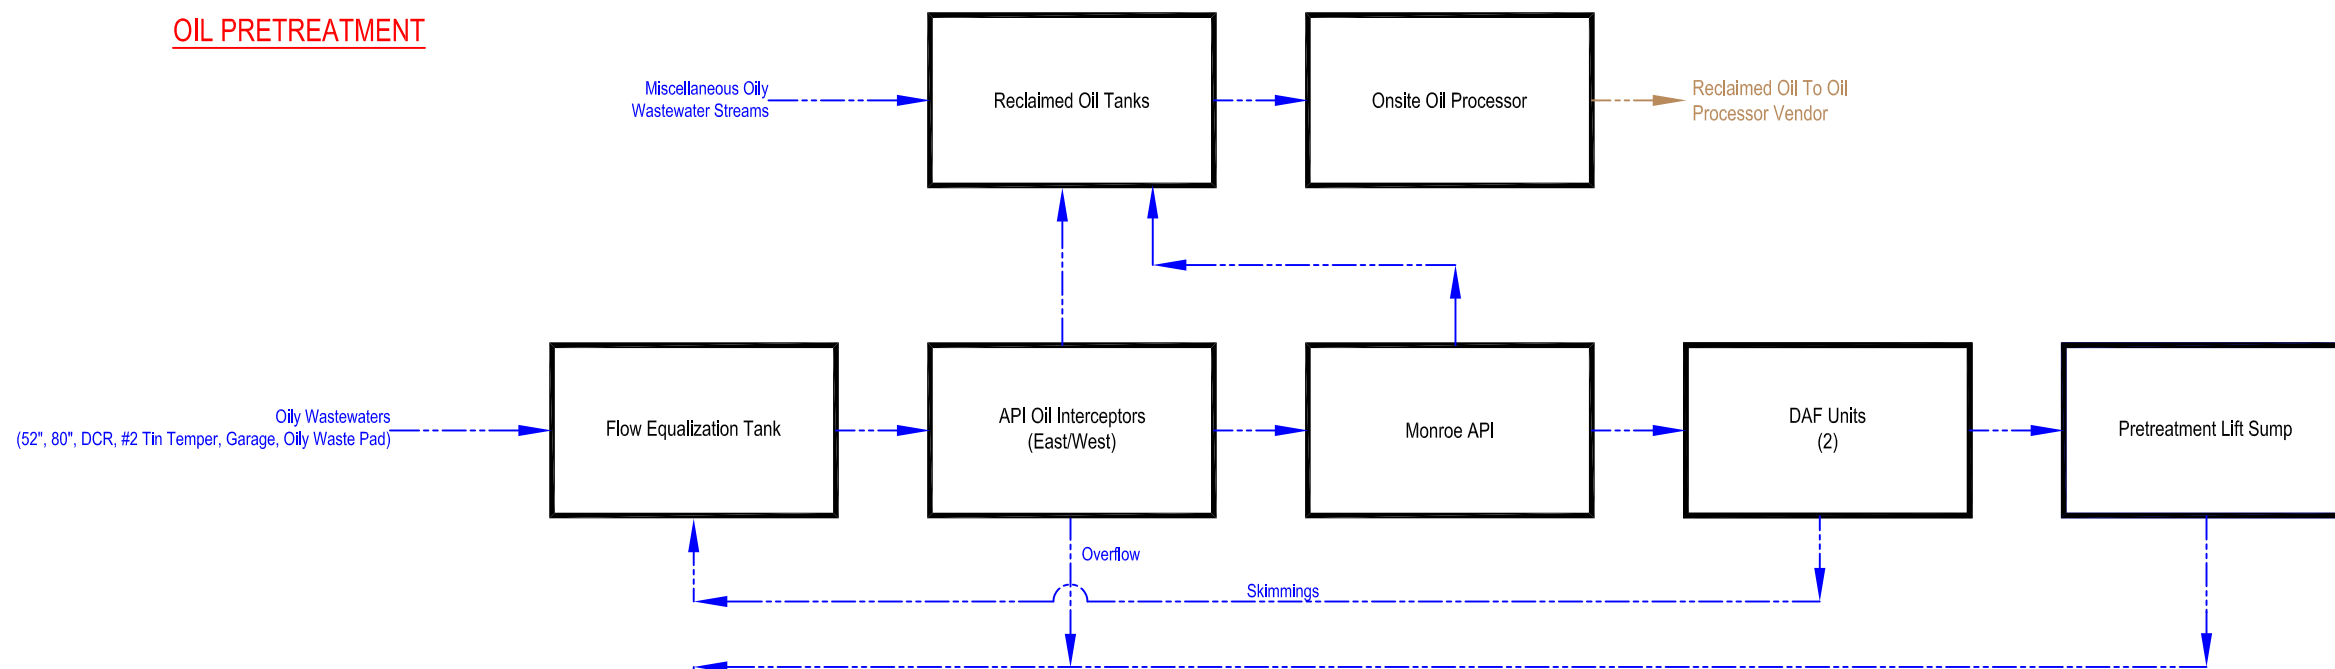 OIL PRETREATMENT
Miscellaneous Oily
Wastewater Streams
Reclaimed Oil Tanks
Onsite Oil Processor
Reclaimed Oil To Oil
Processor Vendor
Oily Wastewaters
(52", 80", DCR, #2 Tin Temper, Garage, Oily Waste Pad)
Flow Equalization Tank
API Oil Interceptors
(East/West)
Monroe API
DAF Units
(2)
Pretreatment Lift Sump
Overflow
Skimmings